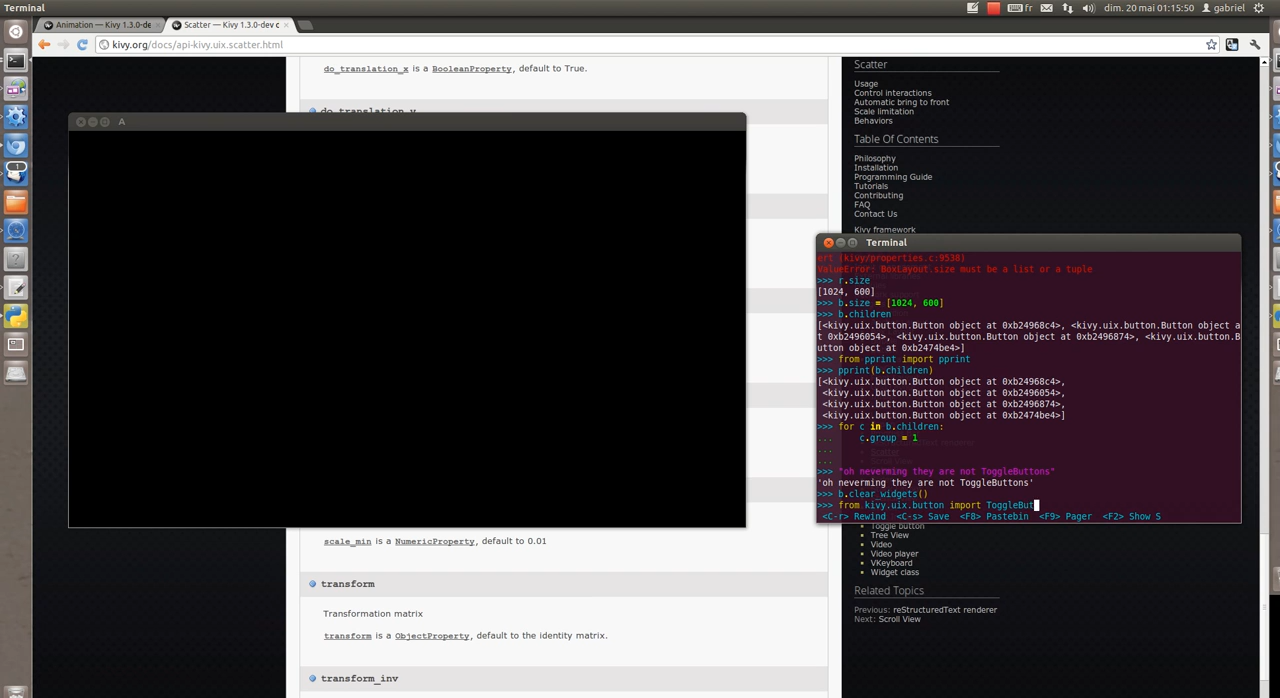 Terminal
fr
dim. 20 mai 01:15:50
gabriel
Animation — Kivy 1.3.0-de
Scatter — Kivy 1.3.0-dev c
kivy.org/docs/api-kivy.uix.scatter.html
do_translation_x is a BooleanProperty, default to True.
do_translation_y
A
scale_min is a NumericProperty, default to 0.01
transform
Transformation matrix
transform is a ObjectProperty, default to the identity matrix.
transform_inv
Scatter
Usage
Control interactions
Automatic bring to front
Scale limitation
Behaviors
Table Of Contents
Philosophy
Installation
Programming Guide
Tutorials
Contributing
FAQ
Contact Us
Kivy framework
Terminal
ert (kivy/properties.c:9538)
ValueError: BoxLayout.size must be a list or a tuple
>>> r.size
[1024, 600]
>>> b.size = [1024, 600]
>>> b.children
[<kivy.uix.button.Button object at 0xb24968c4>, <kivy.uix.button.Button object a
t 0xb2496054>, <kivy.uix.button.Button object at 0xb2496874>, <kivy.uix.button.B
utton object at 0xb2474be4>]
>>> from pprint import pprint
>>> pprint(b.children)
[<kivy.uix.button.Button object at 0xb24968c4>,
<kivy.uix.button.Button object at 0xb2496054>,
<kivy.uix.button.Button object at 0xb2496874>,
<kivy.uix.button.Button object at 0xb2474be4>]
>>> for c in b.children:
... c.group = 1
...
...
>>> "oh neverming they are not ToggleButtons"
'oh neverming they are not ToggleButtons'
>>> b.clear_widgets()
>>> from kivy.uix.button import ToggleBut
<C-r> Rewind <C-s> Save <F8> Pastebin <F9> Pager <F2> Show S
Toggle button
Tree View
Video
Video player
VKeyboard
Widget class
Related Topics
Previous: reStructuredText renderer
Next: Scroll View